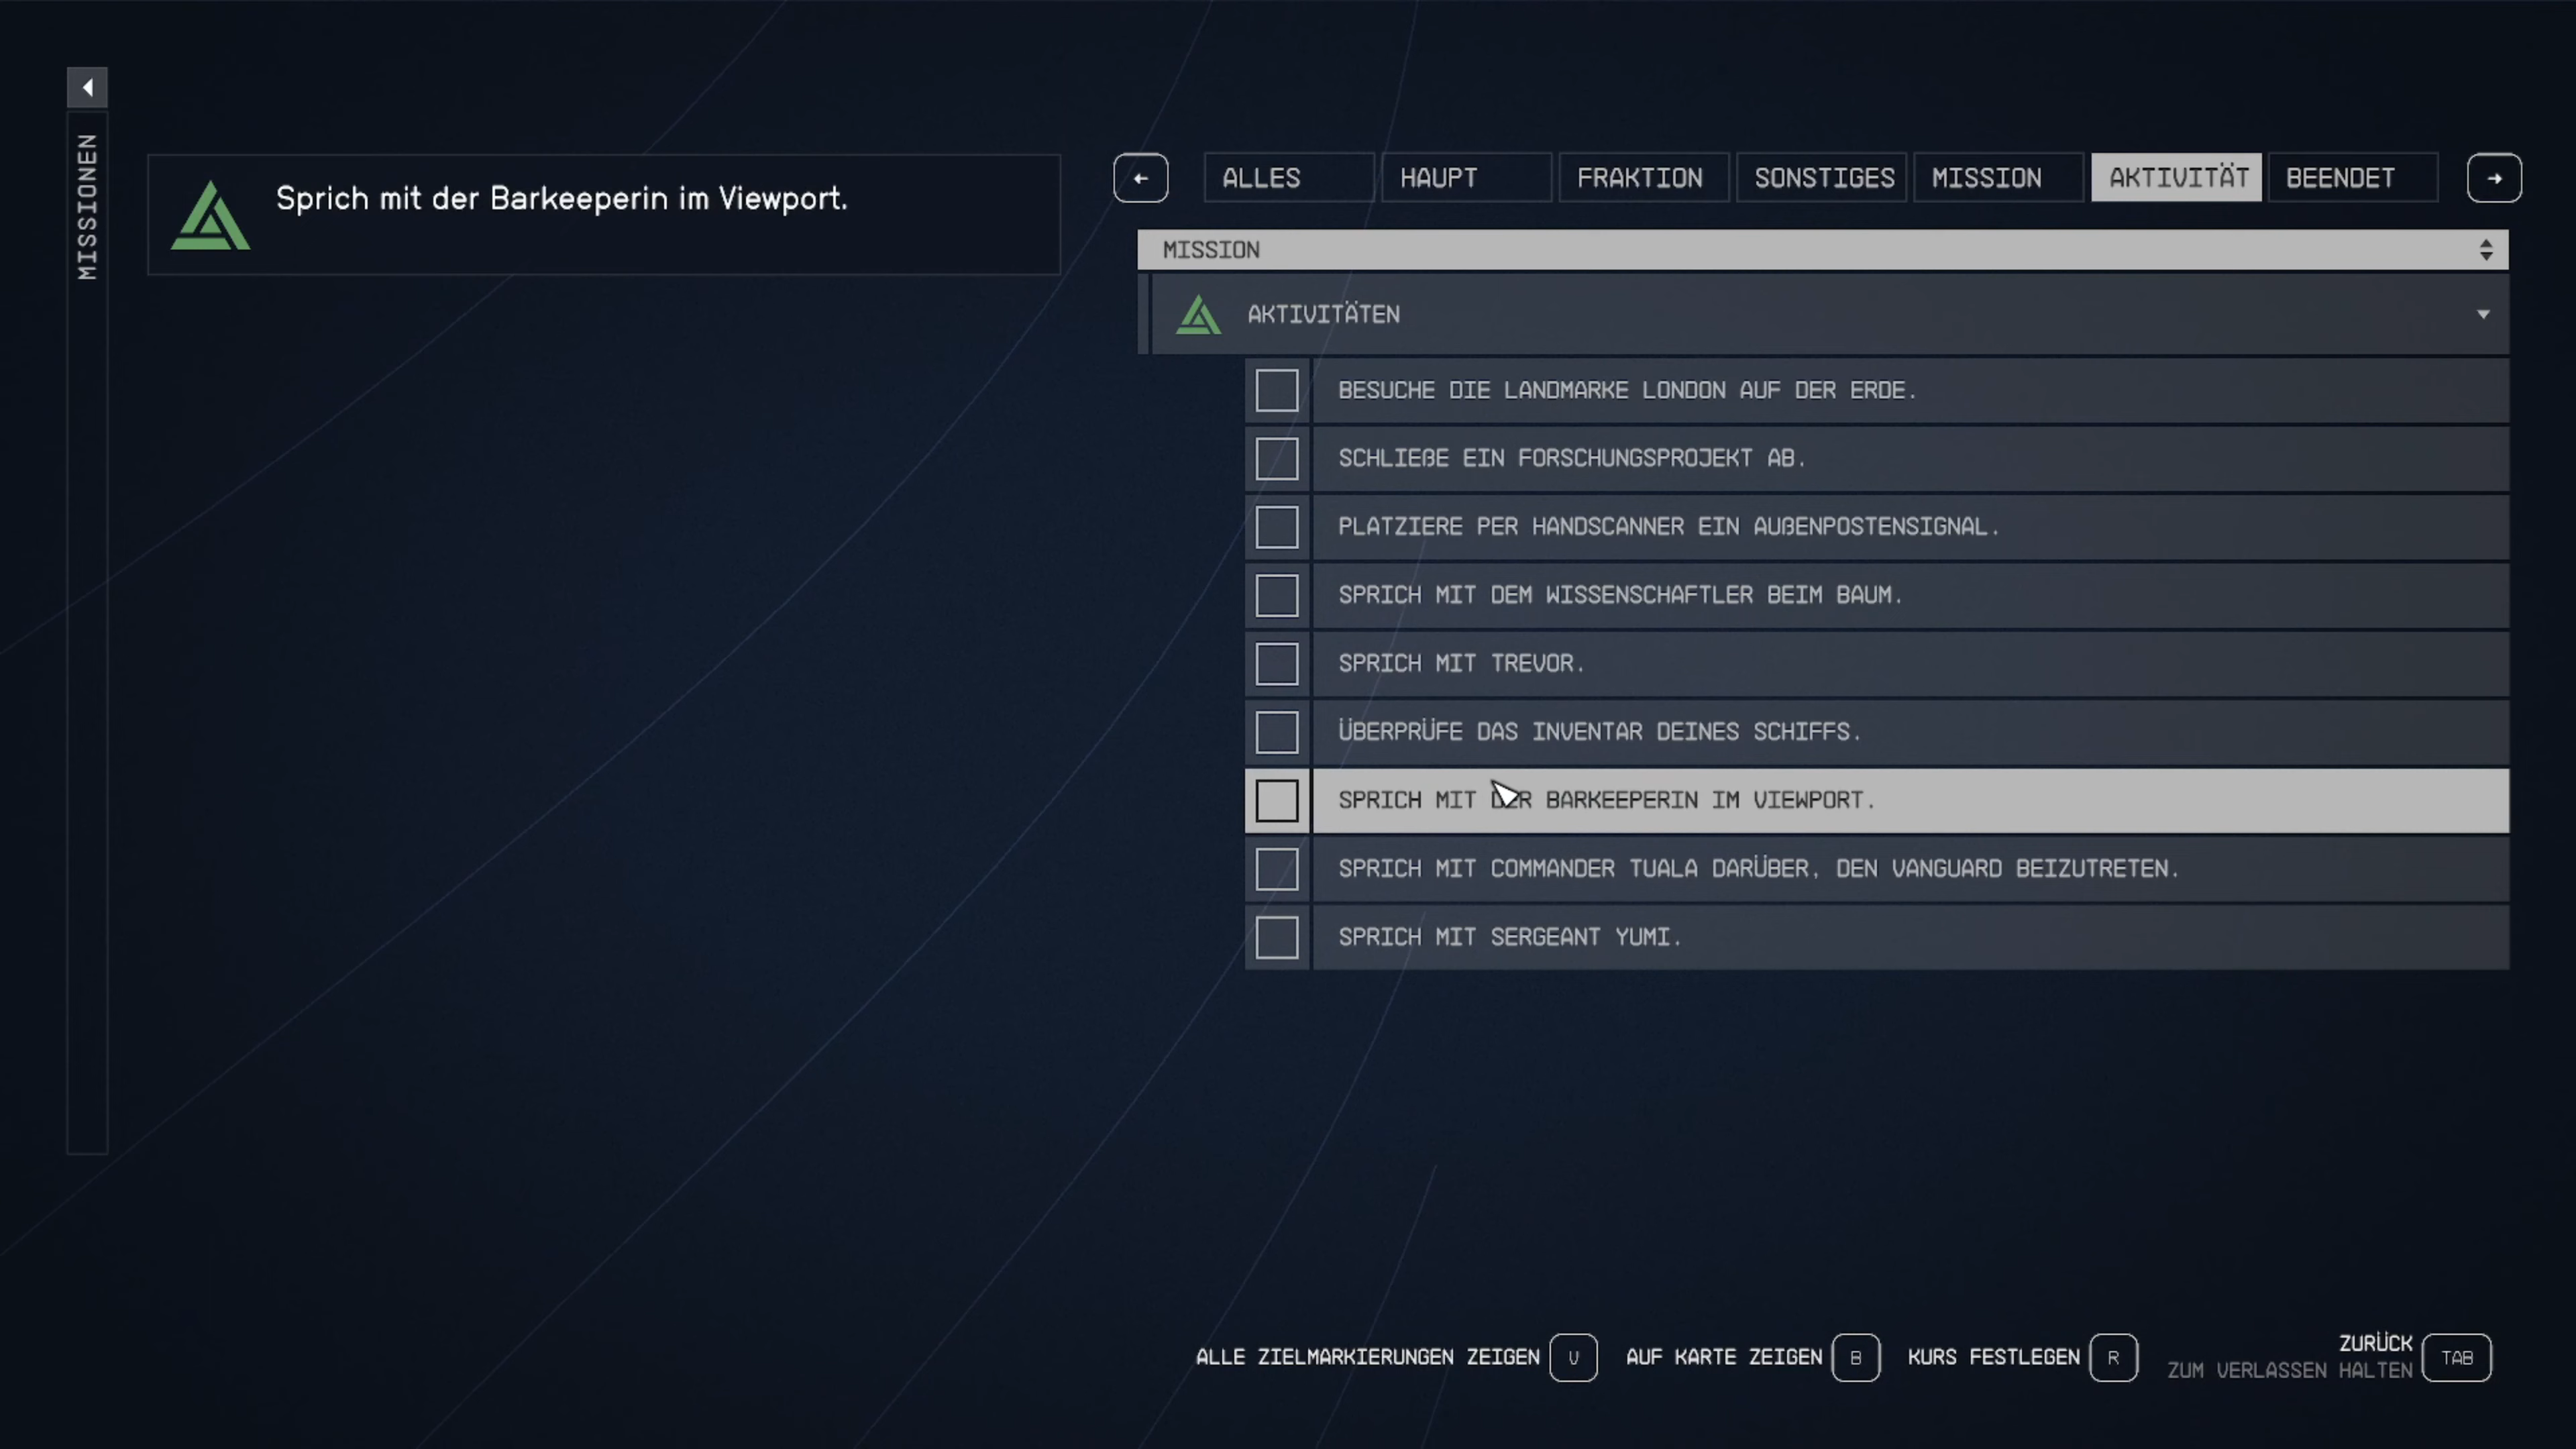 MISSIONEN
Sprich mit der Barkeeperin im Viewport.
ALLES HAUPT FRAKTION SONSTIGES MISSION AKTIVITÄT BEENDET
MISSION
AKTIVITÄTEN
BESUCHE DIE LANDMARKE LONDON AUF DER ERDE.
SCHLIEßE EIN FORSCHUNGSPROJEKT AB.
PLATZIERE PER HANDSCANNER EIN AUßENPOSTENSIGNAL.
SPRICH MIT DEM WISSENSCHAFTLER BEIM BAUM.
SPRICH MIT TREVOR.
ÜBERPRÜFE DAS INVENTAR DEINES SCHIFFS.
SPRICH MIT DER BARKEEPERIN IM VIEWPORT.
SPRICH MIT COMMANDER TUALA DARÜBER, DEN VANGUARD BEIZUTRETEN.
SPRICH MIT SERGEANT YUMI.
ALLE ZIELMARKIERUNGEN ZEIGEN V AUF KARTE ZEIGEN B KURS FESTLEGEN R ZURÜCK TAB
ZUM VERLASSEN HALTEN